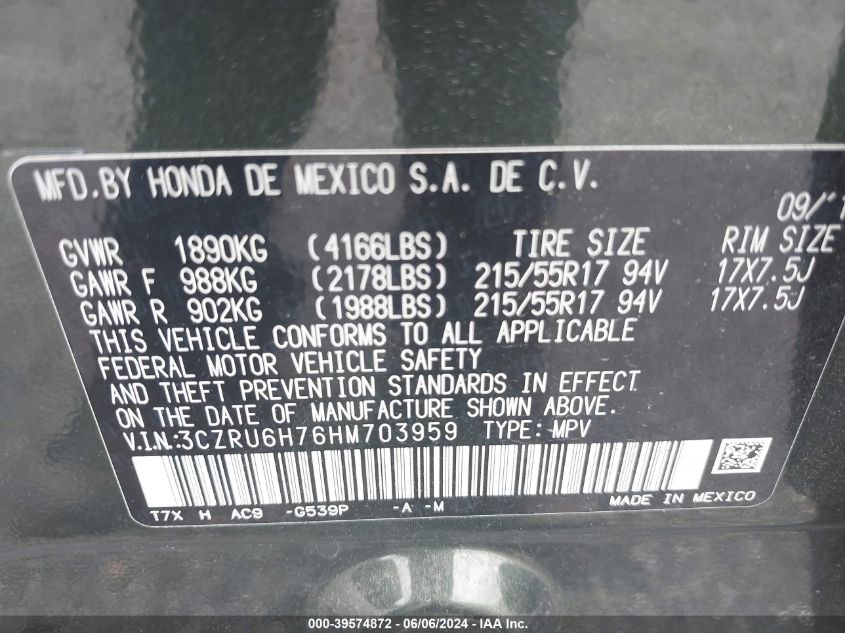 MFD.BY HONDA DE MEXICO S.A. DE C.V.
GVWR 1890KG (4166LBS) TIRE SIZE RIM SIZE
GAWR F 988KG (2178LBS) 215/55R17 94V 17X7.5J
GAWR R 902KG (1988LBS) 215/55R17 94V 17X7.5J
THIS VEHICLE CONFORMS TO ALL APPLICABLE
FEDERAL MOTOR VEHICLE SAFETY
AND THEFT PREVENTION STANDARDS IN EFFECT
ON THE DATE OF MANUFACTURE SHOWN ABOVE.
V.I.N.:3CZRU6H76HM703959 TYPE: MPV
T7X H AC9 -G539P -A -M MADE IN MEXICO
000-39574872 - 06/06/2024 - IAA Inc.